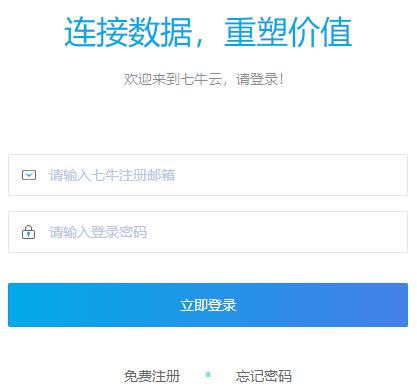 连接数据，重塑价值
欢迎来到七牛云，请登录！
请输入七牛注册邮箱
请输入登录密码
立即登录
免费注册
忘记密码